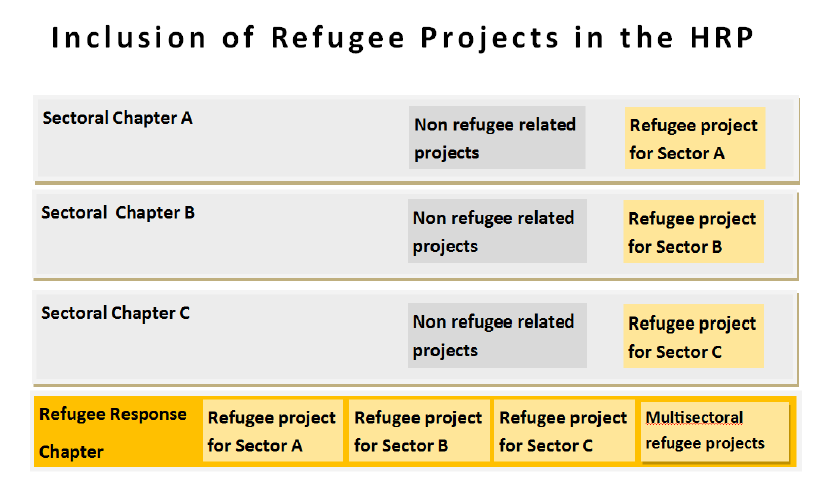 Inclusion of Refugee Projects in the HRP
Sectoral Chapter A
Non refugee related
projects
Refugee project
for Sector A
Sectoral Chapter B
Non refugee related
projects
Refugee project
for Sector B
Sectoral Chapter C
Non refugee related
projects
Refugee project
for Sector C
Refugee Response
Chapter
Refugee project
for Sector A
Refugee project
for Sector B
Refugee project
for Sector C
Multisectoral
refugee projects